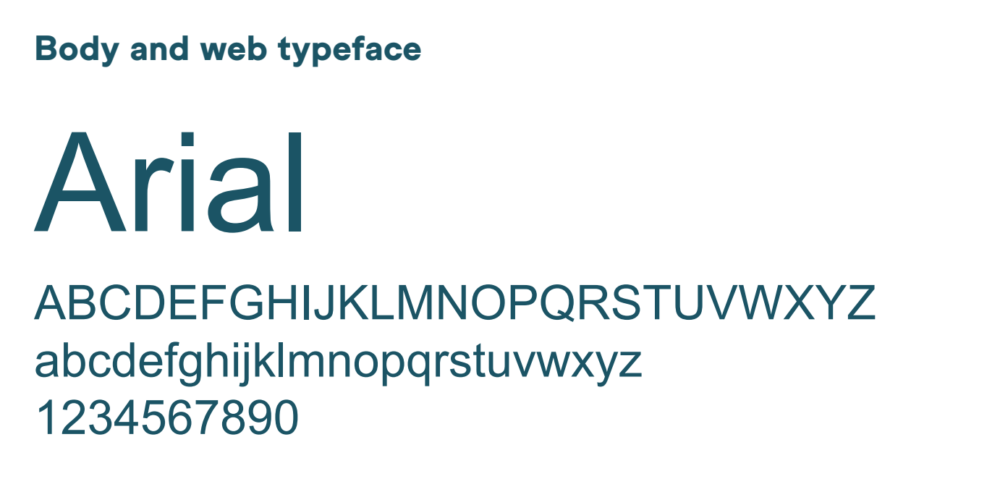 Body and web typeface
Arial
ABCDEFGHIJKLMNOPQRSTUVWXYZ
abcdefghijklmnopqrstuvwxyz
1234567890